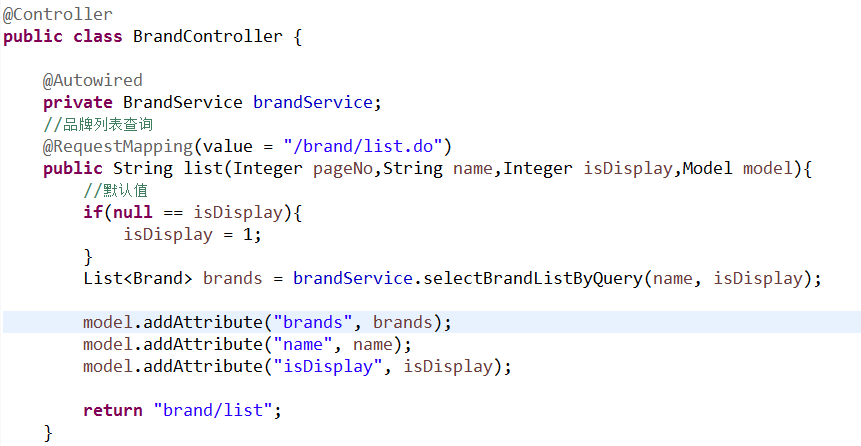 @Controller
public class BrandController {
@Autowired
private BrandService brandService;
//品牌列表查询
@RequestMapping(value = "/brand/list.do")
public String list(Integer pageNo,String name,Integer isDisplay,Model model){
//默认值
if(null == isDisplay){
isDisplay = 1;
}
List<Brand> brands = brandService.selectBrandListByQuery(name, isDisplay);
model.addAttribute("brands", brands);
model.addAttribute("name", name);
model.addAttribute("isDisplay", isDisplay);
return "brand/list";
}